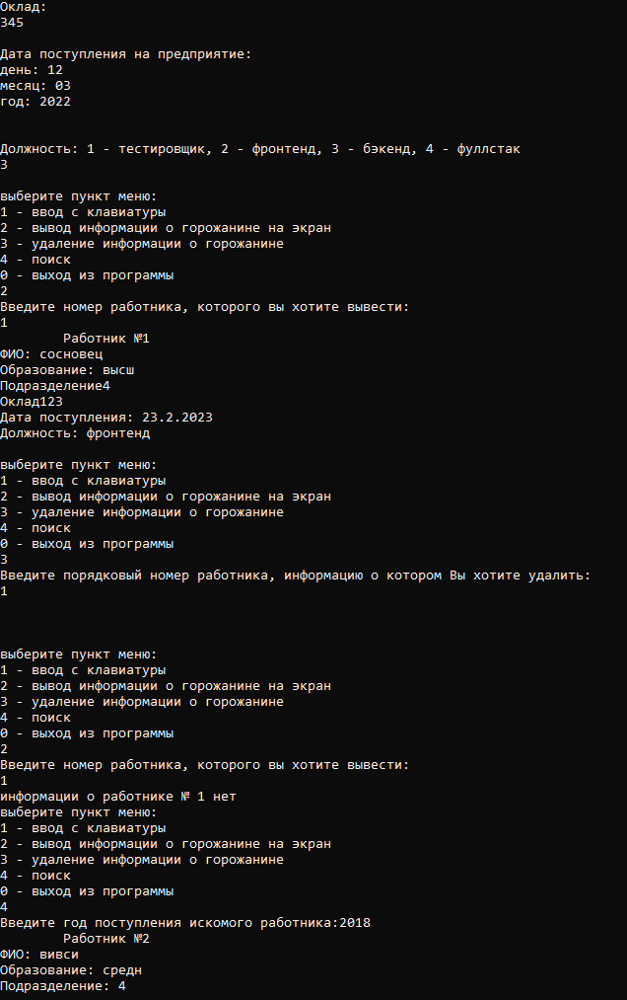 Оклад:
345
Дата поступления на предприятие:
день: 12
месяц: 03
год: 2022
Должность: 1 - тестировщик, 2 - фронтенд, 3 - бэкенд, 4 - фуллстак
3
выберите пункт меню:
1 - ввод с клавиатуры
2 - вывод информации о горожанине на экран
3 - удаление информации о горожанине
4 - поиск
0 - выход из программы
2
Введите номер работника, которого вы хотите вывести:
1
Работник №1
ФИО: сосновец
Образование: высш
Подразделение4
Оклад123
Дата поступления: 23.2.2023
Должность: фронтенд
выберите пункт меню:
1 - ввод с клавиатуры
2 - вывод информации о горожанине на экран
3 - удаление информации о горожанине
4 - поиск
0 - выход из программы
3
Введите порядковый номер работника, информацию о котором Вы хотите удалить:
1
выберите пункт меню:
1 - ввод с клавиатуры
2 - вывод информации о горожанине на экран
3 - удаление информации о горожанине
4 - поиск
0 - выход из программы
2
Введите номер работника, которого вы хотите вывести:
1
информации о работнике № 1 нет
выберите пункт меню:
1 - ввод с клавиатуры
2 - вывод информации о горожанине на экран
3 - удаление информации о горожанине
4 - поиск
0 - выход из программы
4
Введите год поступления искомого работника:2018
Работник №2
ФИО: вивси
Образование: средн
Подразделение: 4